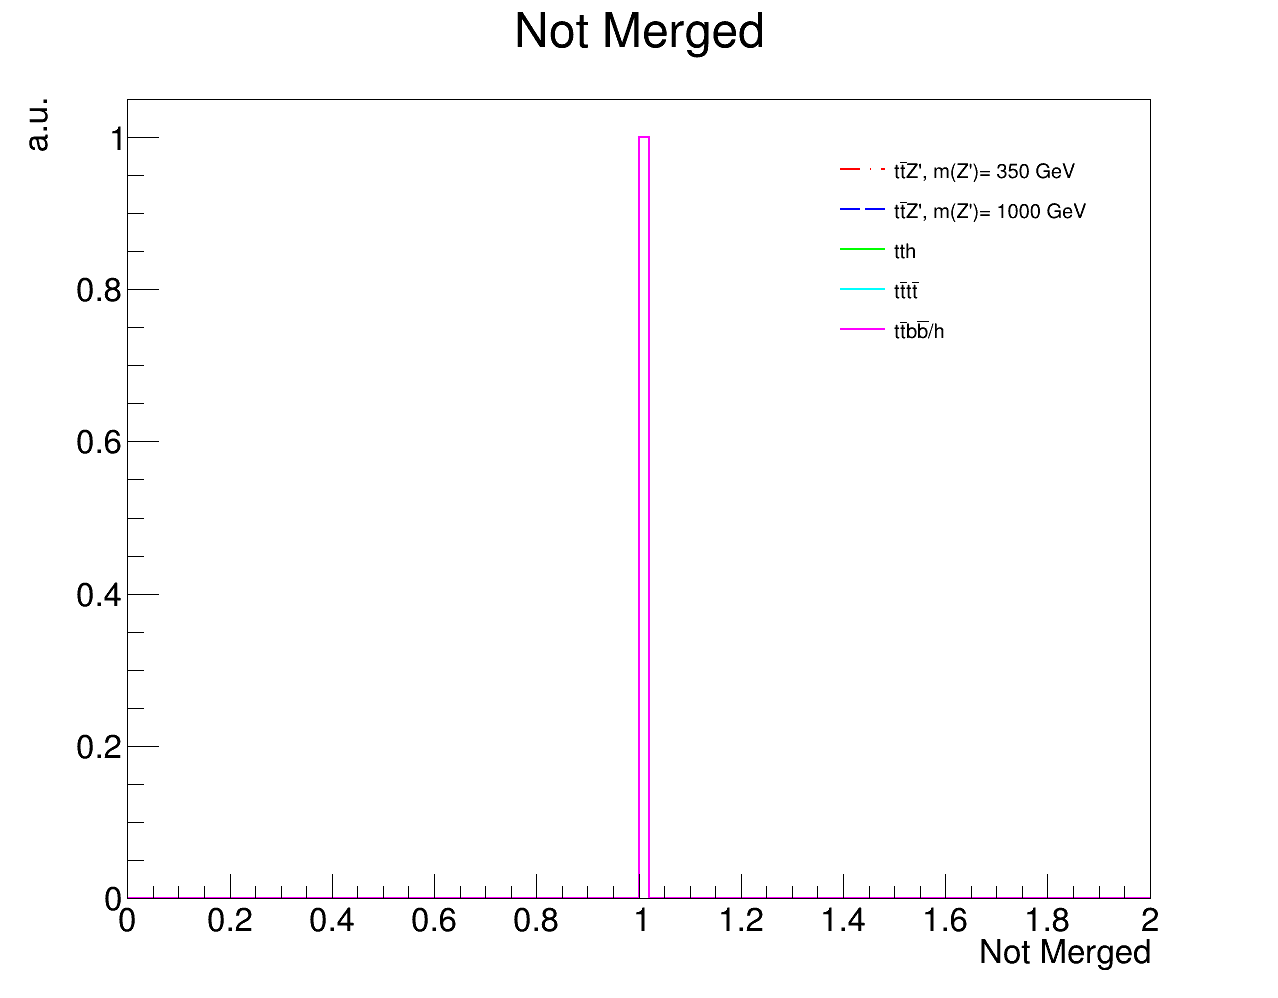 Not Merged
a.u.
1
0.8
0.6
0.4
0.2
0
tt̅Z', m(Z')= 350 GeV
tt̅Z', m(Z')= 1000 GeV
tth
tt̅tt̅
tt̅bb̅/h
0 0.2 0.4 0.6 0.8 1 1.2 1.4 1.6 1.8 2
Not Merged